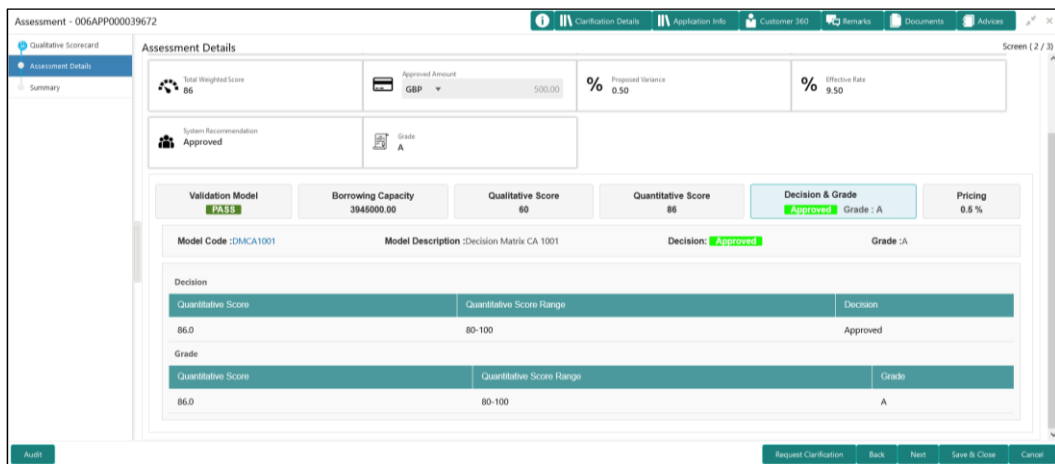 Assessment - 006APP000039672
Clarification Details Application Info Customer 360 Remarks Documents Advices
Qualitative Scorecard
Assessment Details
Summary
Assessment Details Screen ( 2 / 3)
Total Weighted Score
86
Approved Amount
GBP 500.00
Proposed Variance
0.50
Effective Rate
9.50
System Recommendation
Approved
Grade
A
Validation Model Borrowing Capacity Qualitative Score Quantitative Score Decision & Grade Pricing
PASS 3945000.00 60 86 Approved Grade : A 0.5 %
Model Code :DMCA1001 Model Description :Decision Matrix CA 1001 Decision: Approved Grade :A
Decision
Quantitative Score Quantitative Score Range Decision
86.0 80-100 Approved
Grade
Quantitative Score Quantitative Score Range Grade
86.0 80-100 A
Audit Request Clarification Back Next Save & Close Cancel